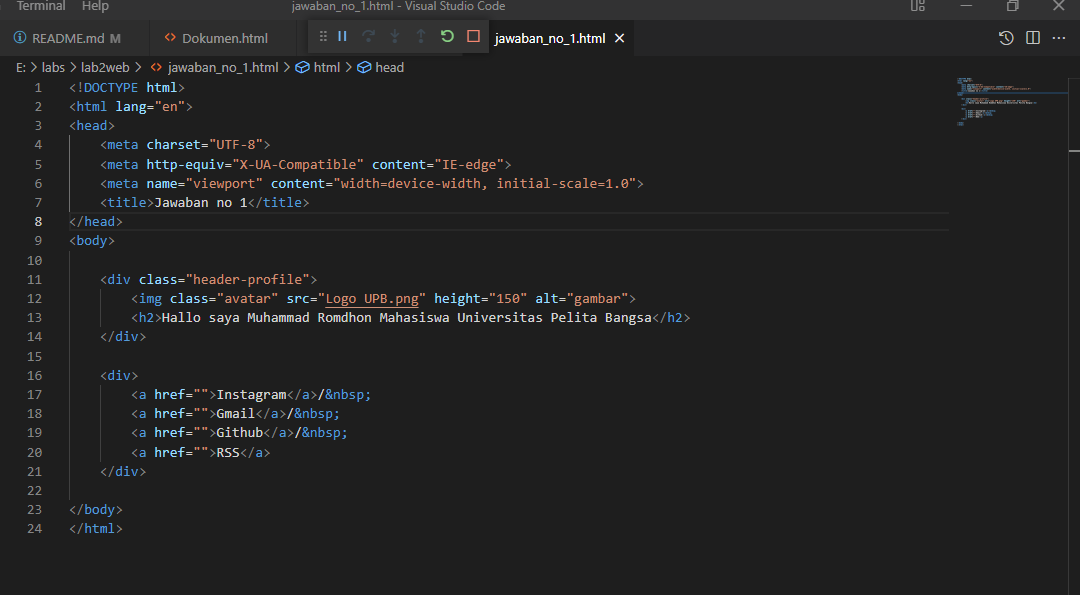 Terminal Help jawaban_no_1.html - Visual Studio Code
README.md M Dokumen.html jawaban_no_1.html
E: > labs > lab2web > jawaban_no_1.html > html > head
1 <!DOCTYPE html>
2 <html lang="en">
3 <head>
4 <meta charset="UTF-8">
5 <meta http-equiv="X-UA-Compatible" content="IE-edge">
6 <meta name="viewport" content="width=device-width, initial-scale=1.0">
7 <title>Jawaban no 1</title>
8 </head>
9 <body>
10
11 <div class="header-profile">
12 <img class="avatar" src="Logo UPB.png" height="150" alt="gambar">
13 <h2>Hallo saya Muhammad Romdhon Mahasiswa Universitas Pelita Bangsa</h2>
14 </div>
15
16 <div>
17 <a href="">Instagram</a>/&nbsp;
18 <a href="">Gmail</a>/&nbsp;
19 <a href="">Github</a>/&nbsp;
20 <a href="">RSS</a>
21 </div>
22
23 </body>
24 </html>